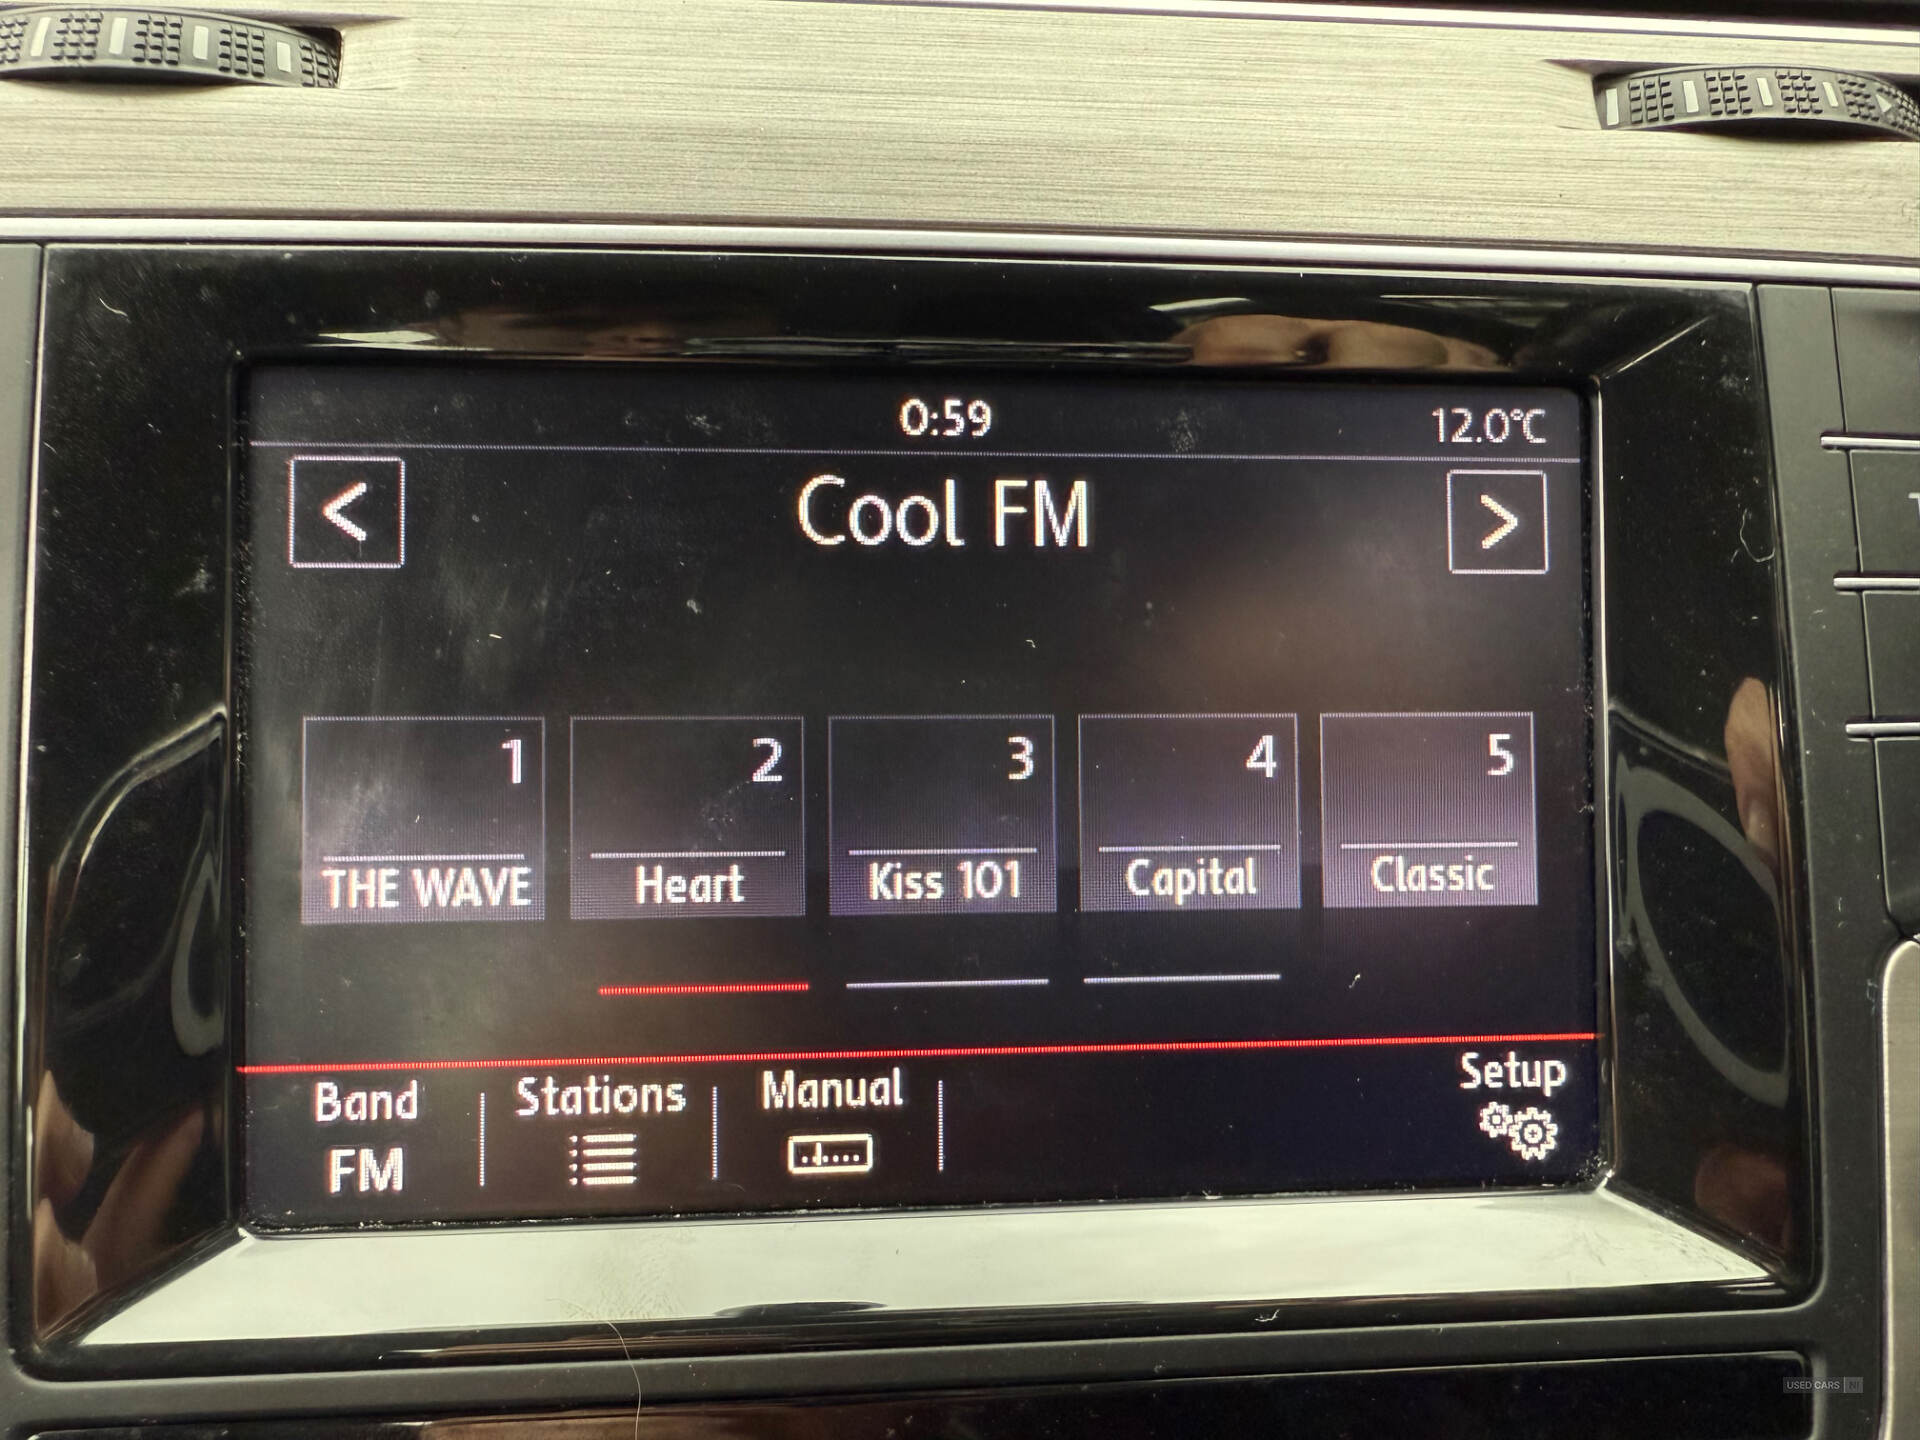 0:59
12.0°C
<
Cool FM
>
1
2
3
4
5
THE WAVE
Heart
Kiss 101
Capital
Classic
Band
Stations
Manual
Setup
FM
USED CARS NI